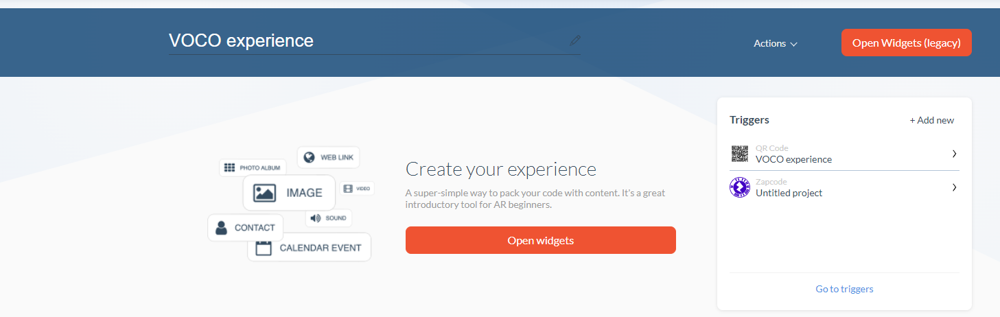 VOCO experience
Actions
Open Widgets (legacy)
WEB LINK
PHOTO ALBUM
IMAGE
VIDEO
SOUND
CONTACT
CALENDAR EVENT
Create your experience
A super-simple way to pack your code with content. It's a great
introductory tool for AR beginners.
Open widgets
Triggers
+ Add new
QR Code
VOCO experience
Zapcode
Untitled project
Go to triggers